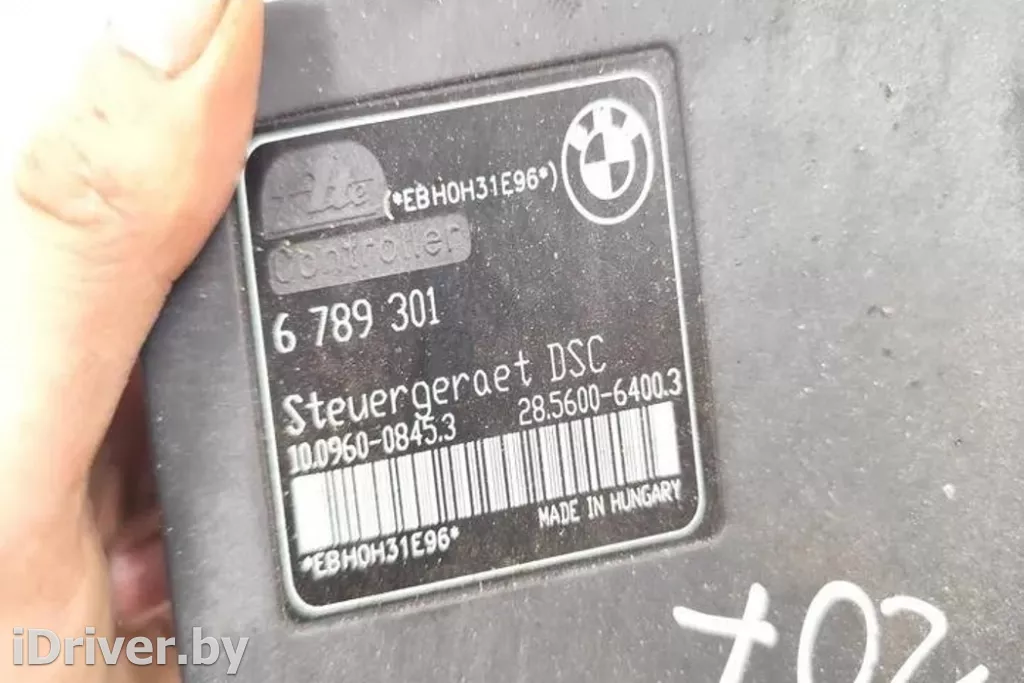 Ate
(*EBH0H31E96*)
BMW
Controller
6 789 301
Steuergeraet DSC
10.0960-0845.3 28.5600-6400.3
MADE IN HUNGARY
*EBH0H31E96*
iDriver.by